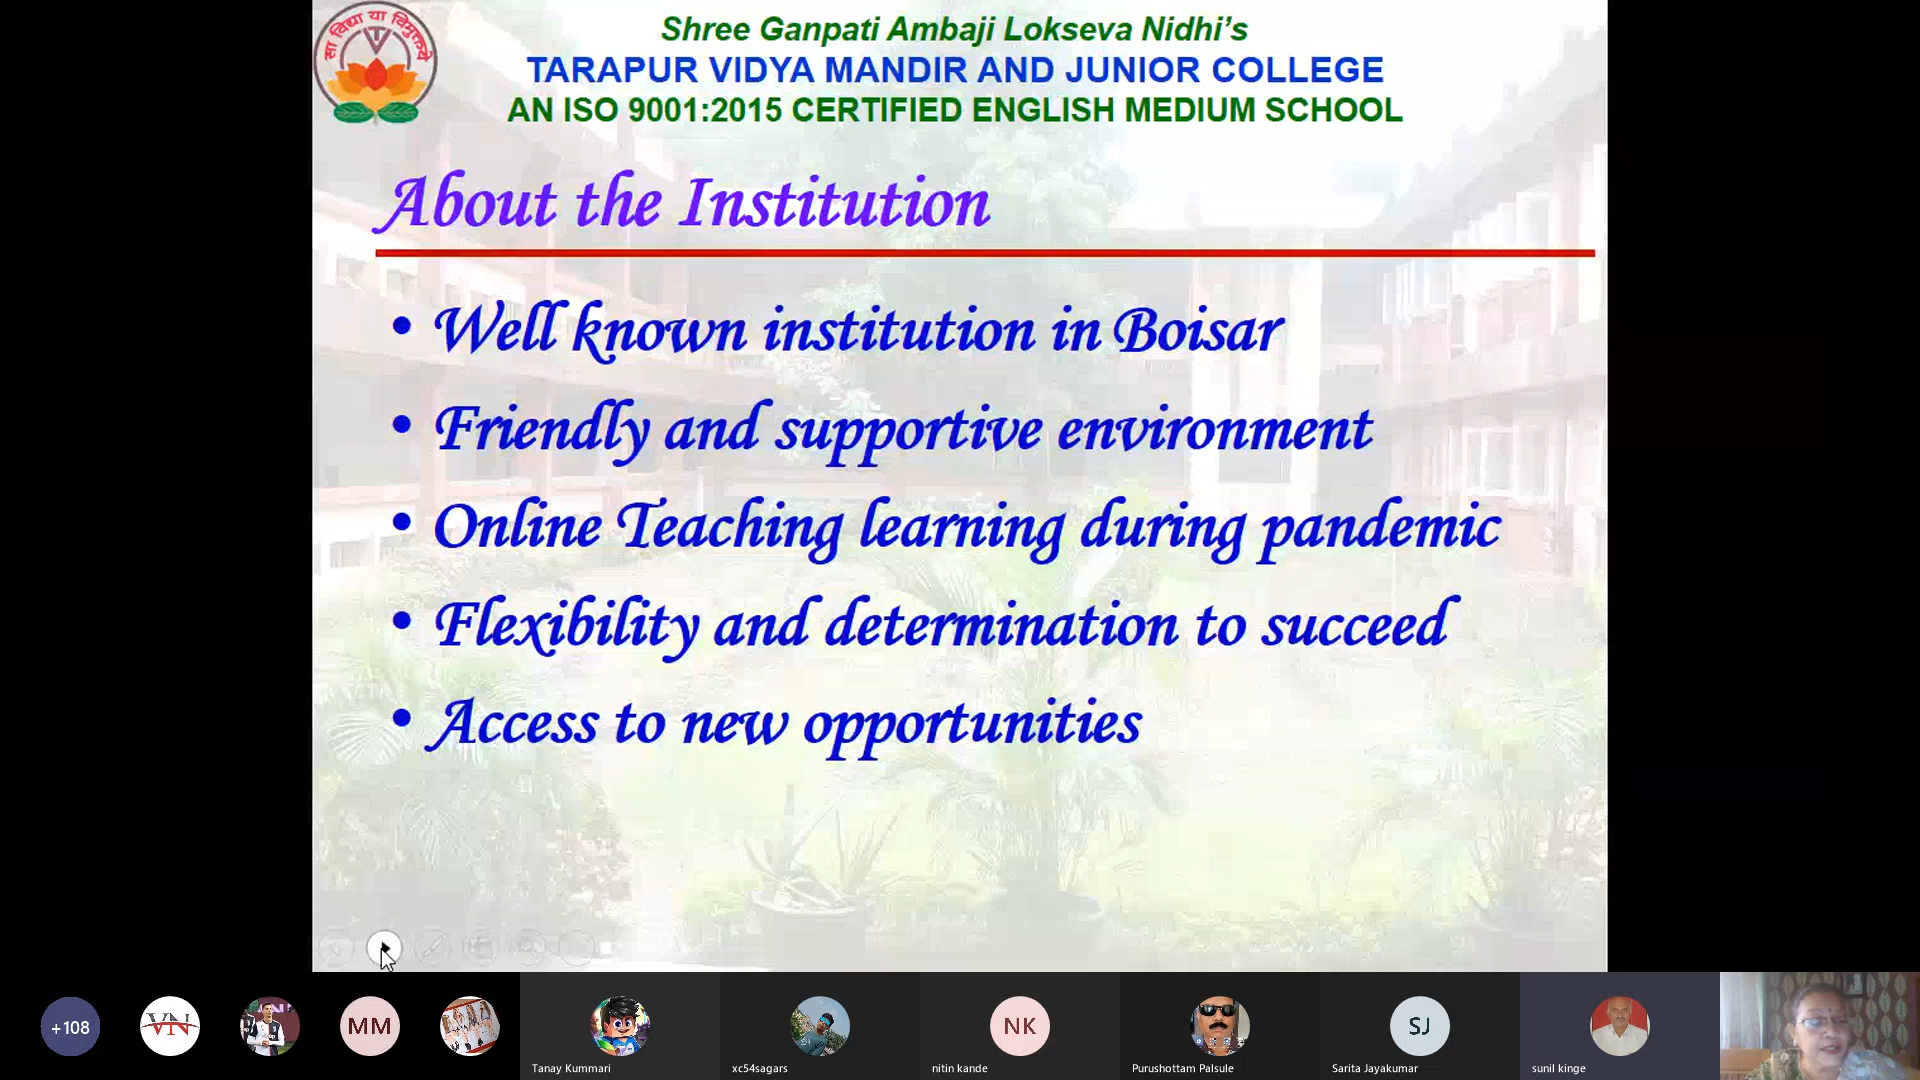 सा विद्या या विमुक्तये
Shree Ganpati Ambaji Lokseva Nidhi's
TARAPUR VIDYA MANDIR AND JUNIOR COLLEGE
AN ISO 9001:2015 CERTIFIED ENGLISH MEDIUM SCHOOL
About the Institution
• Well known institution in Boisar
• Friendly and supportive environment
• Online Teaching learning during pandemic
• Flexibility and determination to succeed
• Access to new opportunities
+108
VN
MM
NK
SJ
Tanay Kummari
xc54sagars
nitin kande
Purushottam Palsule
Sarita Jayakumar
sunil kinge